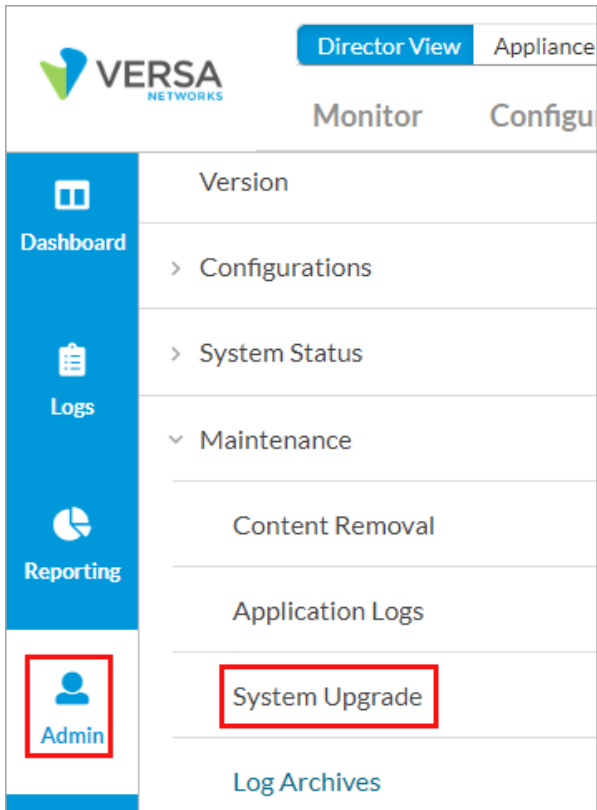 VERSA
NETWORKS
Director View
Appliance
Monitor
Configu
Dashboard
Logs
Reporting
Admin
Version
Configurations
System Status
Maintenance
Content Removal
Application Logs
System Upgrade
Log Archives